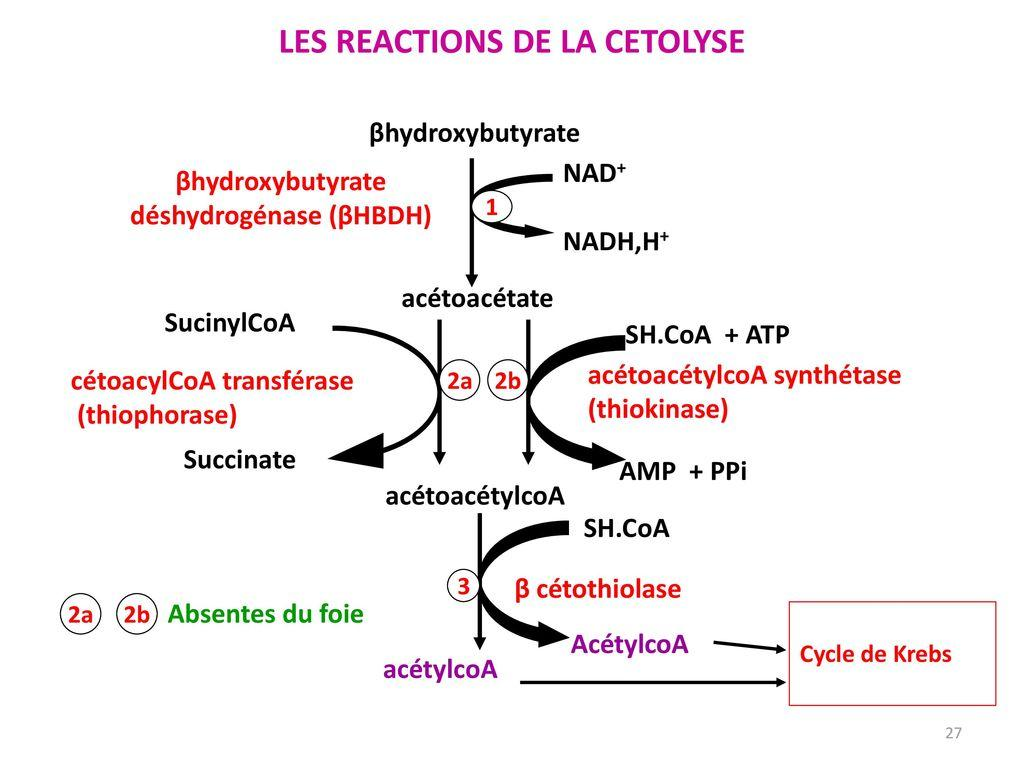 LES REACTIONS DE LA CETOLYSE
βhydroxybutyrate
NAD⁺
βhydroxybutyrate
déshydrogénase (βHBDH)
1
NADH,H⁺
acétoacétate
SucinylCoA
SH.CoA + ATP
cétoacylCoA transférase
(thiophorase)
2a 2b
acétoacétylcoA synthétase
(thiokinase)
Succinate
AMP + PPi
acétoacétylcoA
SH.CoA
3
β cétothiolase
2a 2b Absentes du foie
AcétylcoA
Cycle de Krebs
acétylcoA
27